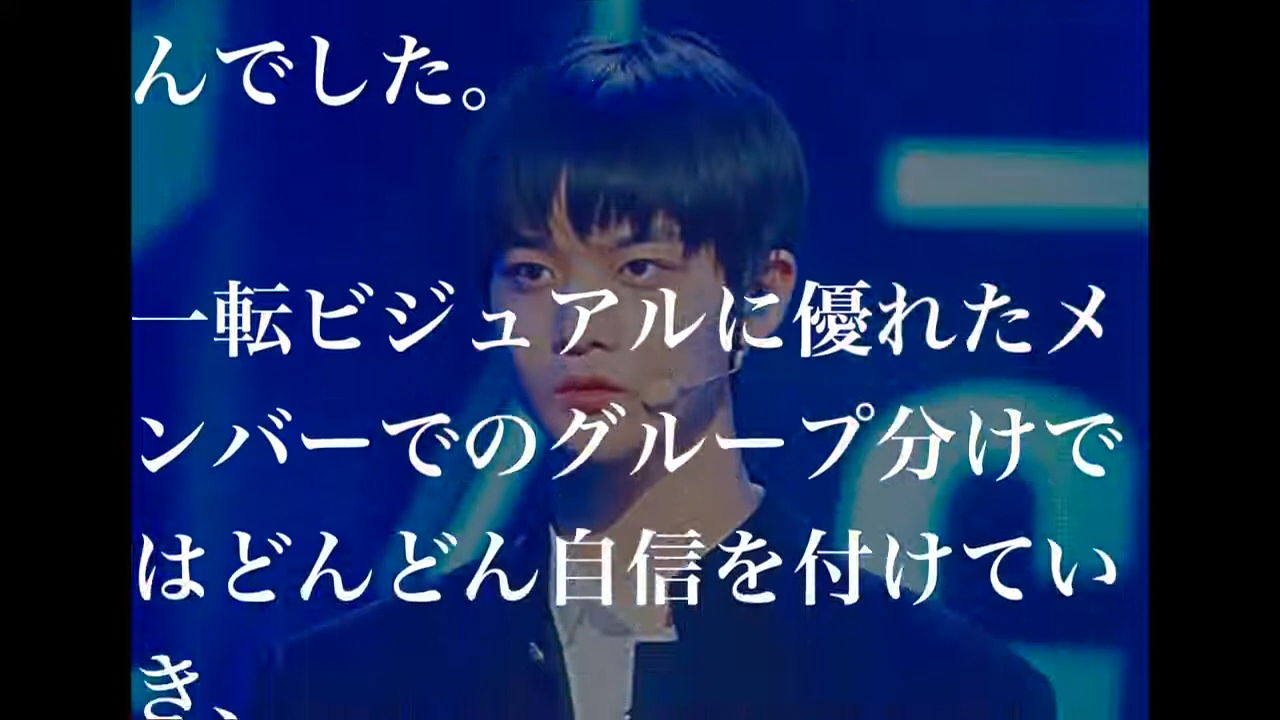 んでした。
一転ビジュアルに優れたメ
ンバーでのグループ分けで
はどんどん自信を付けてい
き、